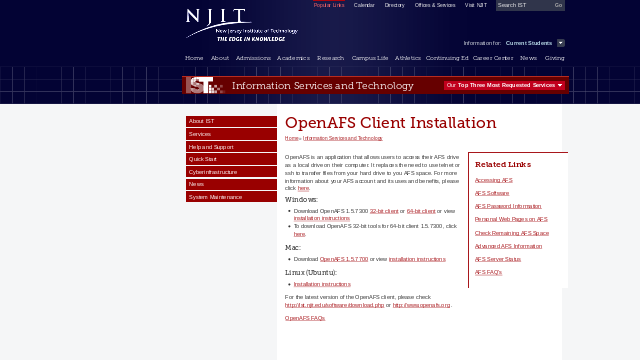 Popular Links Calendar Directory Offices & Services Visit NJIT Search IST Go
NJIT
New Jersey Institute of Technology
THE EDGE IN KNOWLEDGE
Information for: Current Students
Home About Admissions Academics Research Campus Life Athletics Continuing Ed Career Center News Giving
IST Information Services and Technology Our Top Three Most Requested Services
About IST
Services
Help and Support
Quick Start
Cyberinfrastructure
News
System Maintenance
OpenAFS Client Installation
Home» Information Services and Technology
OpenAFS is an application that allows users to access their AFS drive
as a local drive on their computer. It replaces the need to use telnet or
ssh to transfer files from your hard drive to you AFS space. For more
information about your AFS account and its uses and benefits, please
click here.
Windows:
Download OpenAFS 1.5.7300 32-bit client or 64-bit client or view
installation instructions
To download OpenAFS 32-bit tools for 64-bit client 1.5.7300, click
here.
Mac:
Download OpenAFS 1.5.7700 or view installation instructions
Linux (Ubuntu):
Installation instructions
For the latest version of the OpenAFS client, please check
http://ist.njit.edu/software/download.php or http://www.openafs.org.
OpenAFS FAQs
Related Links
Accessing AFS
AFS Software
AFS Password Information
Personal Web Pages on AFS
Check Remaining AFS Space
Advanced AFS Information
AFS Server Status
AFS FAQ's